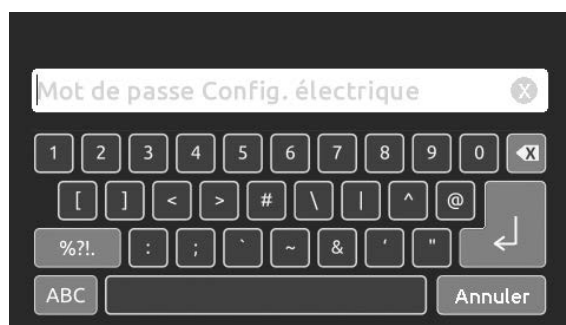 Mot de passe Config. électrique
1 2 3 4 5 6 7 8 9 0 X
[ ] < > # \ | ^ @
%?!. : ; ` ~ & ' "
ABC Annuler